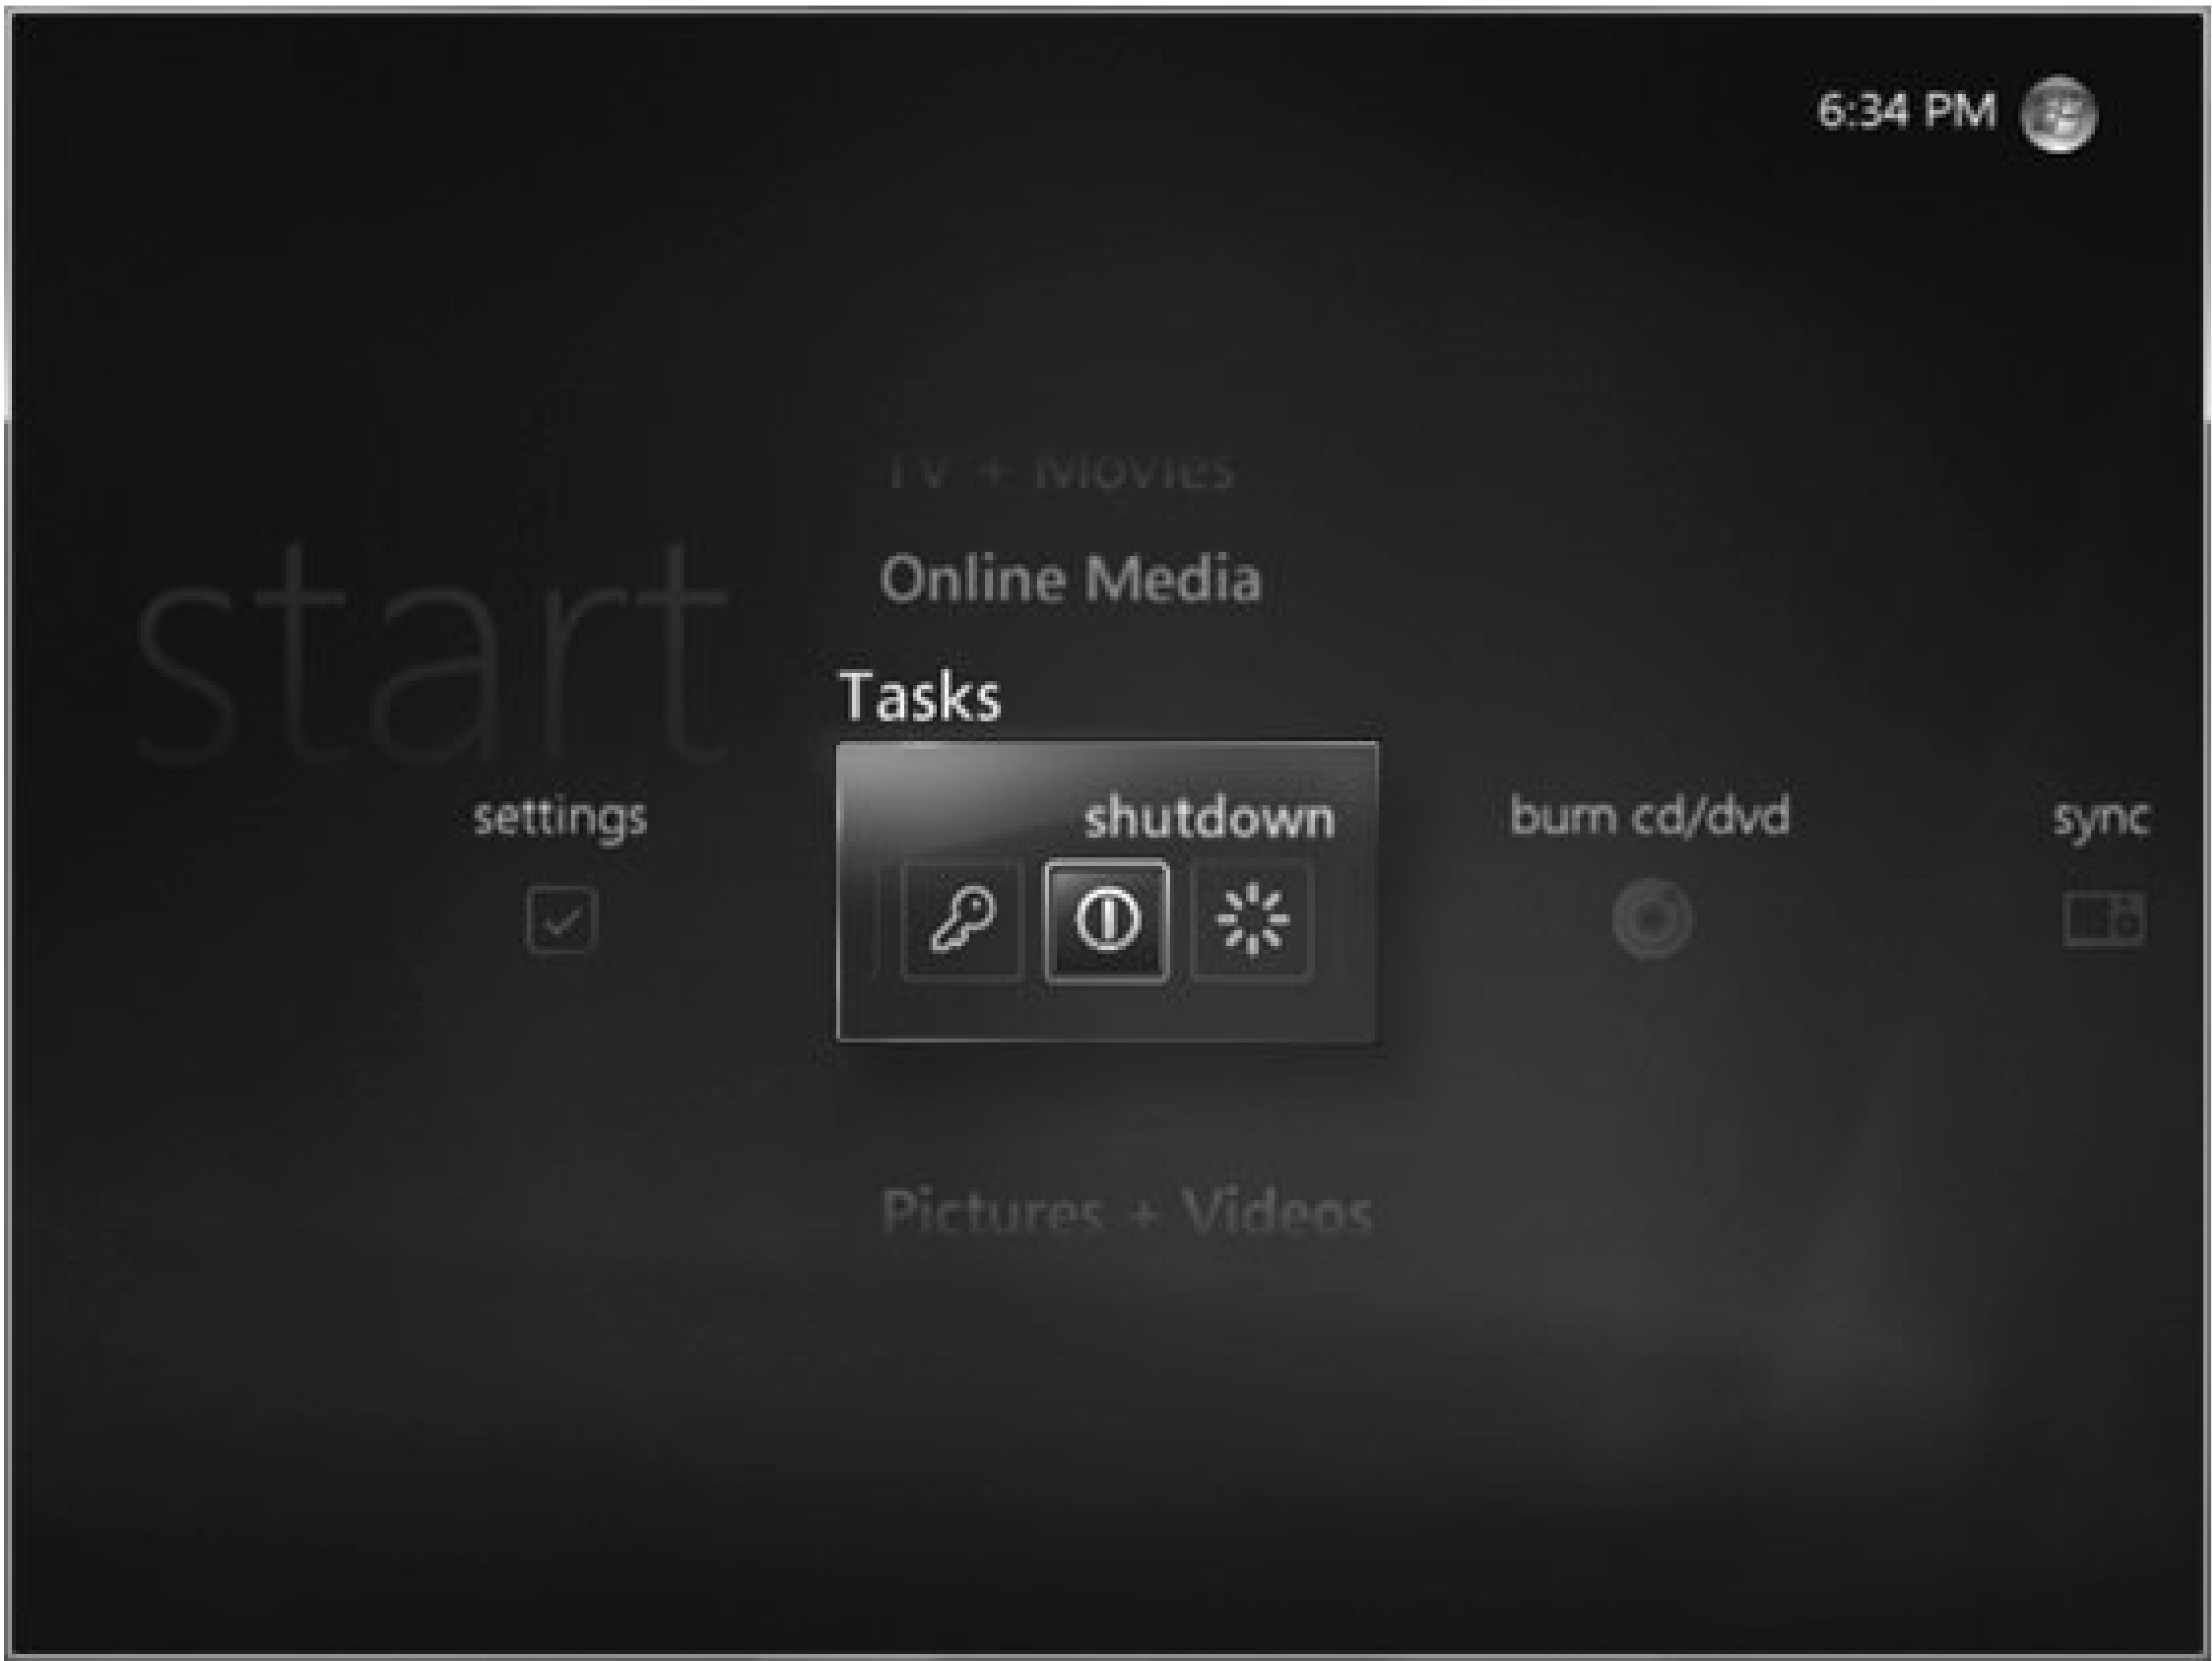 6:34 PM
TV + Movies
start
Online Media
Tasks
settings
shutdown
burn cd/dvd
sync
Pictures + Videos